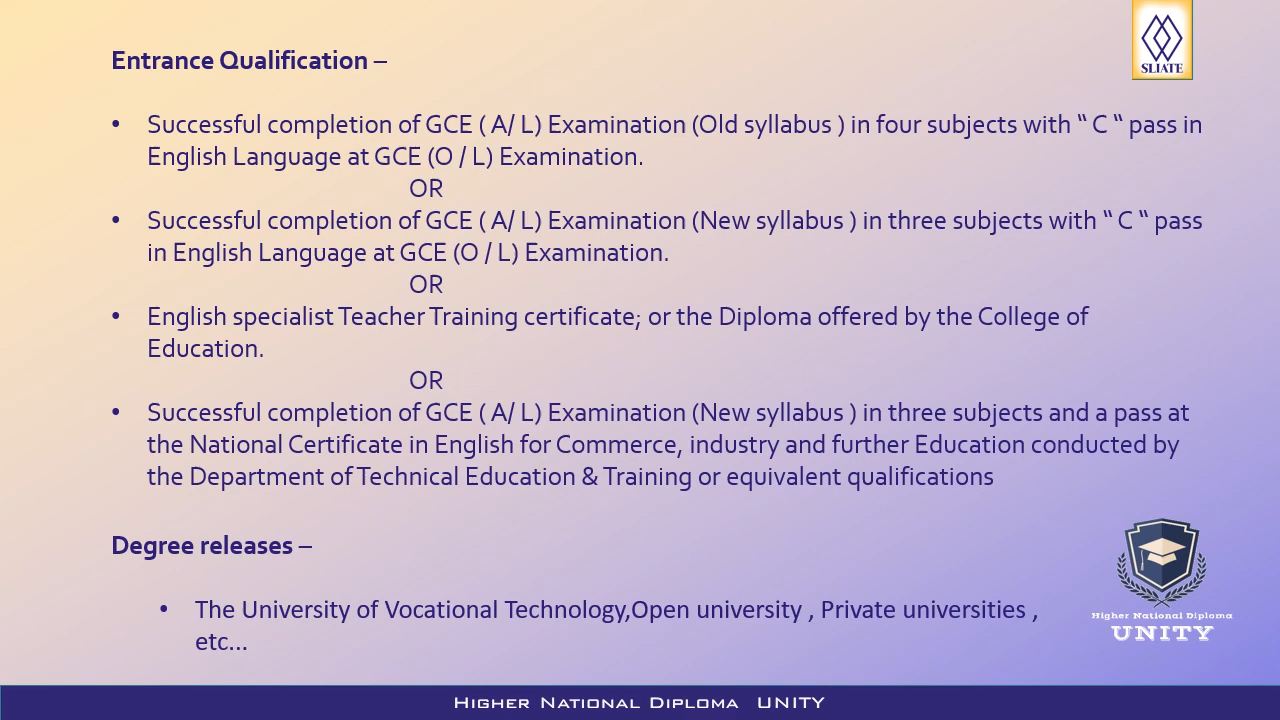 SLIATE
Entrance Qualification –
• Successful completion of GCE ( A/ L) Examination (Old syllabus ) in four subjects with “ C “ pass in
English Language at GCE (O / L) Examination.
OR
• Successful completion of GCE ( A/ L) Examination (New syllabus ) in three subjects with “ C “ pass
in English Language at GCE (O / L) Examination.
OR
• English specialist Teacher Training certificate; or the Diploma offered by the College of
Education.
OR
• Successful completion of GCE ( A/ L) Examination (New syllabus ) in three subjects and a pass at
the National Certificate in English for Commerce, industry and further Education conducted by
the Department of Technical Education & Training or equivalent qualifications
Degree releases –
• The University of Vocational Technology,Open university , Private universities ,
etc...
Higher National Diploma
UNITY
Higher National Diploma UNITY